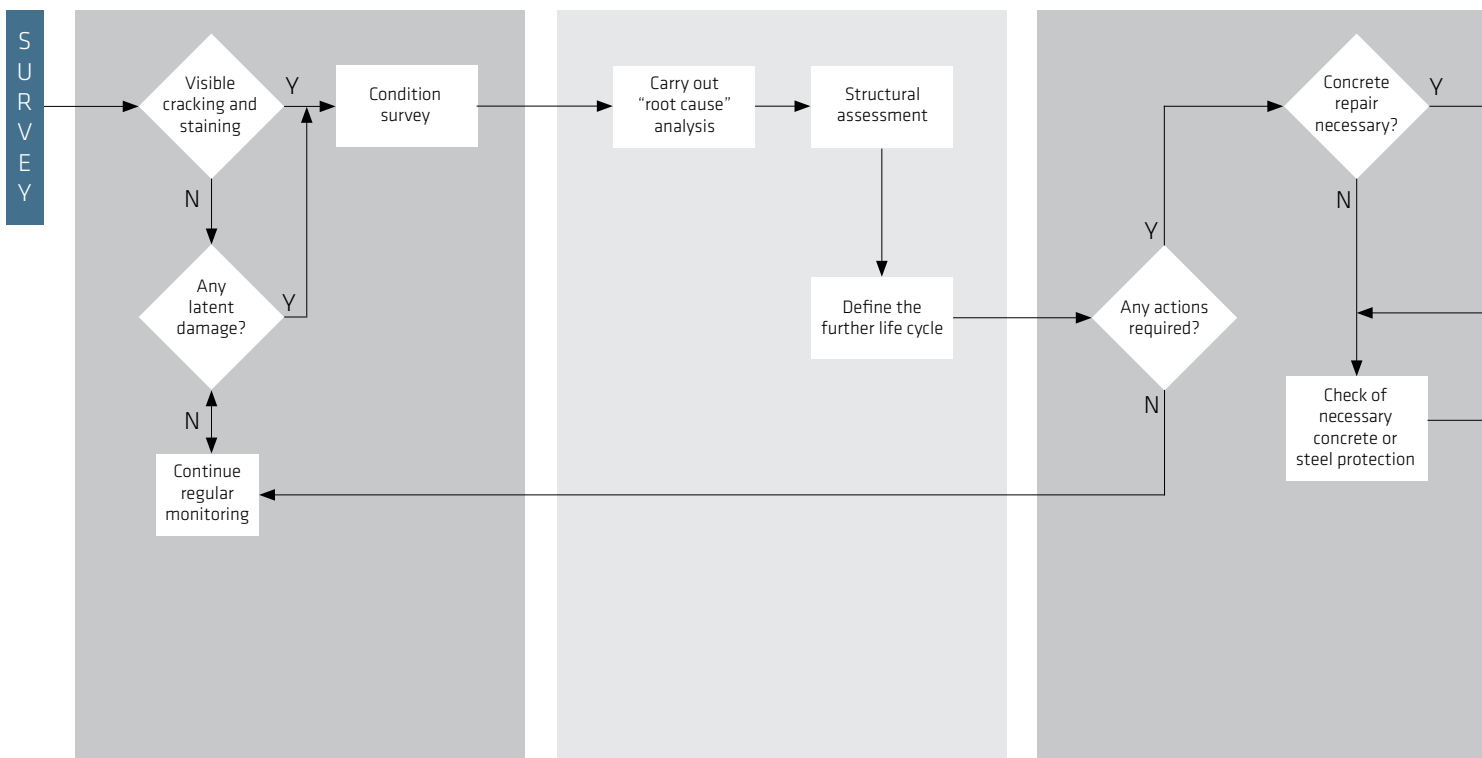 SURVEY
Visible
cracking and
staining
Y
N
Condition
survey
Any
latent
damage?
Y
N
Continue
regular
monitoring
Carry out
“root cause”
analysis
Structural
assessment
Define the
further life cycle
Any actions
required?
Y
N
Concrete
repair
necessary?
Y
N
Check of
necessary
concrete or
steel protection